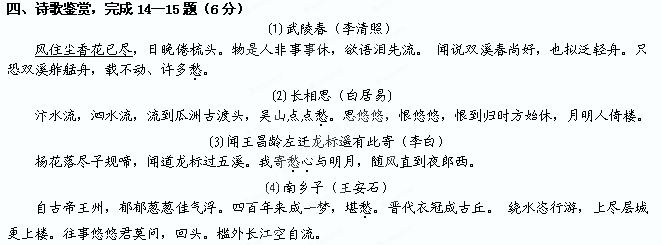 四、诗歌鉴赏,完成14—15题(6分)
(1)武陵春(李清照)
风住尘香花已尽,日晚倦梳头。物是人非事事休,欲语泪先流。 闻说双溪春尚好,也拟泛轻舟。只
恐双溪舴艋舟,载不动、许多愁。
(2)长相思(白居易)
汴水流,泗水流,流到瓜洲古渡头,吴山点点愁。思悠悠,恨悠悠,恨到归时方始休,月明人倚楼。
(3)闻王昌龄左迁龙标遥有此寄(李白)
杨花落尽子规啼,闻道龙标过五溪。我寄愁心与明月,随风直到夜郎西。
(4)南乡子(王安石)
自古帝王州,郁郁葱葱佳气浮。四百年来成一梦,堪愁。晋代衣冠成古丘。 绕水恣行游,上尽层城
更上楼。往事悠悠君莫问,回头。槛外长江空自流。